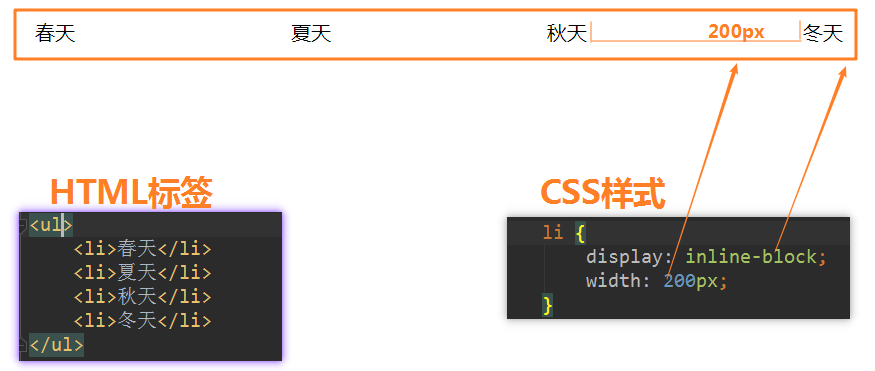 春天 夏天 秋天 200px 冬天
HTML标签
<ul>
<li>春天</li>
<li>夏天</li>
<li>秋天</li>
<li>冬天</li>
</ul>
CSS样式
li {
display: inline-block;
width: 200px;
}